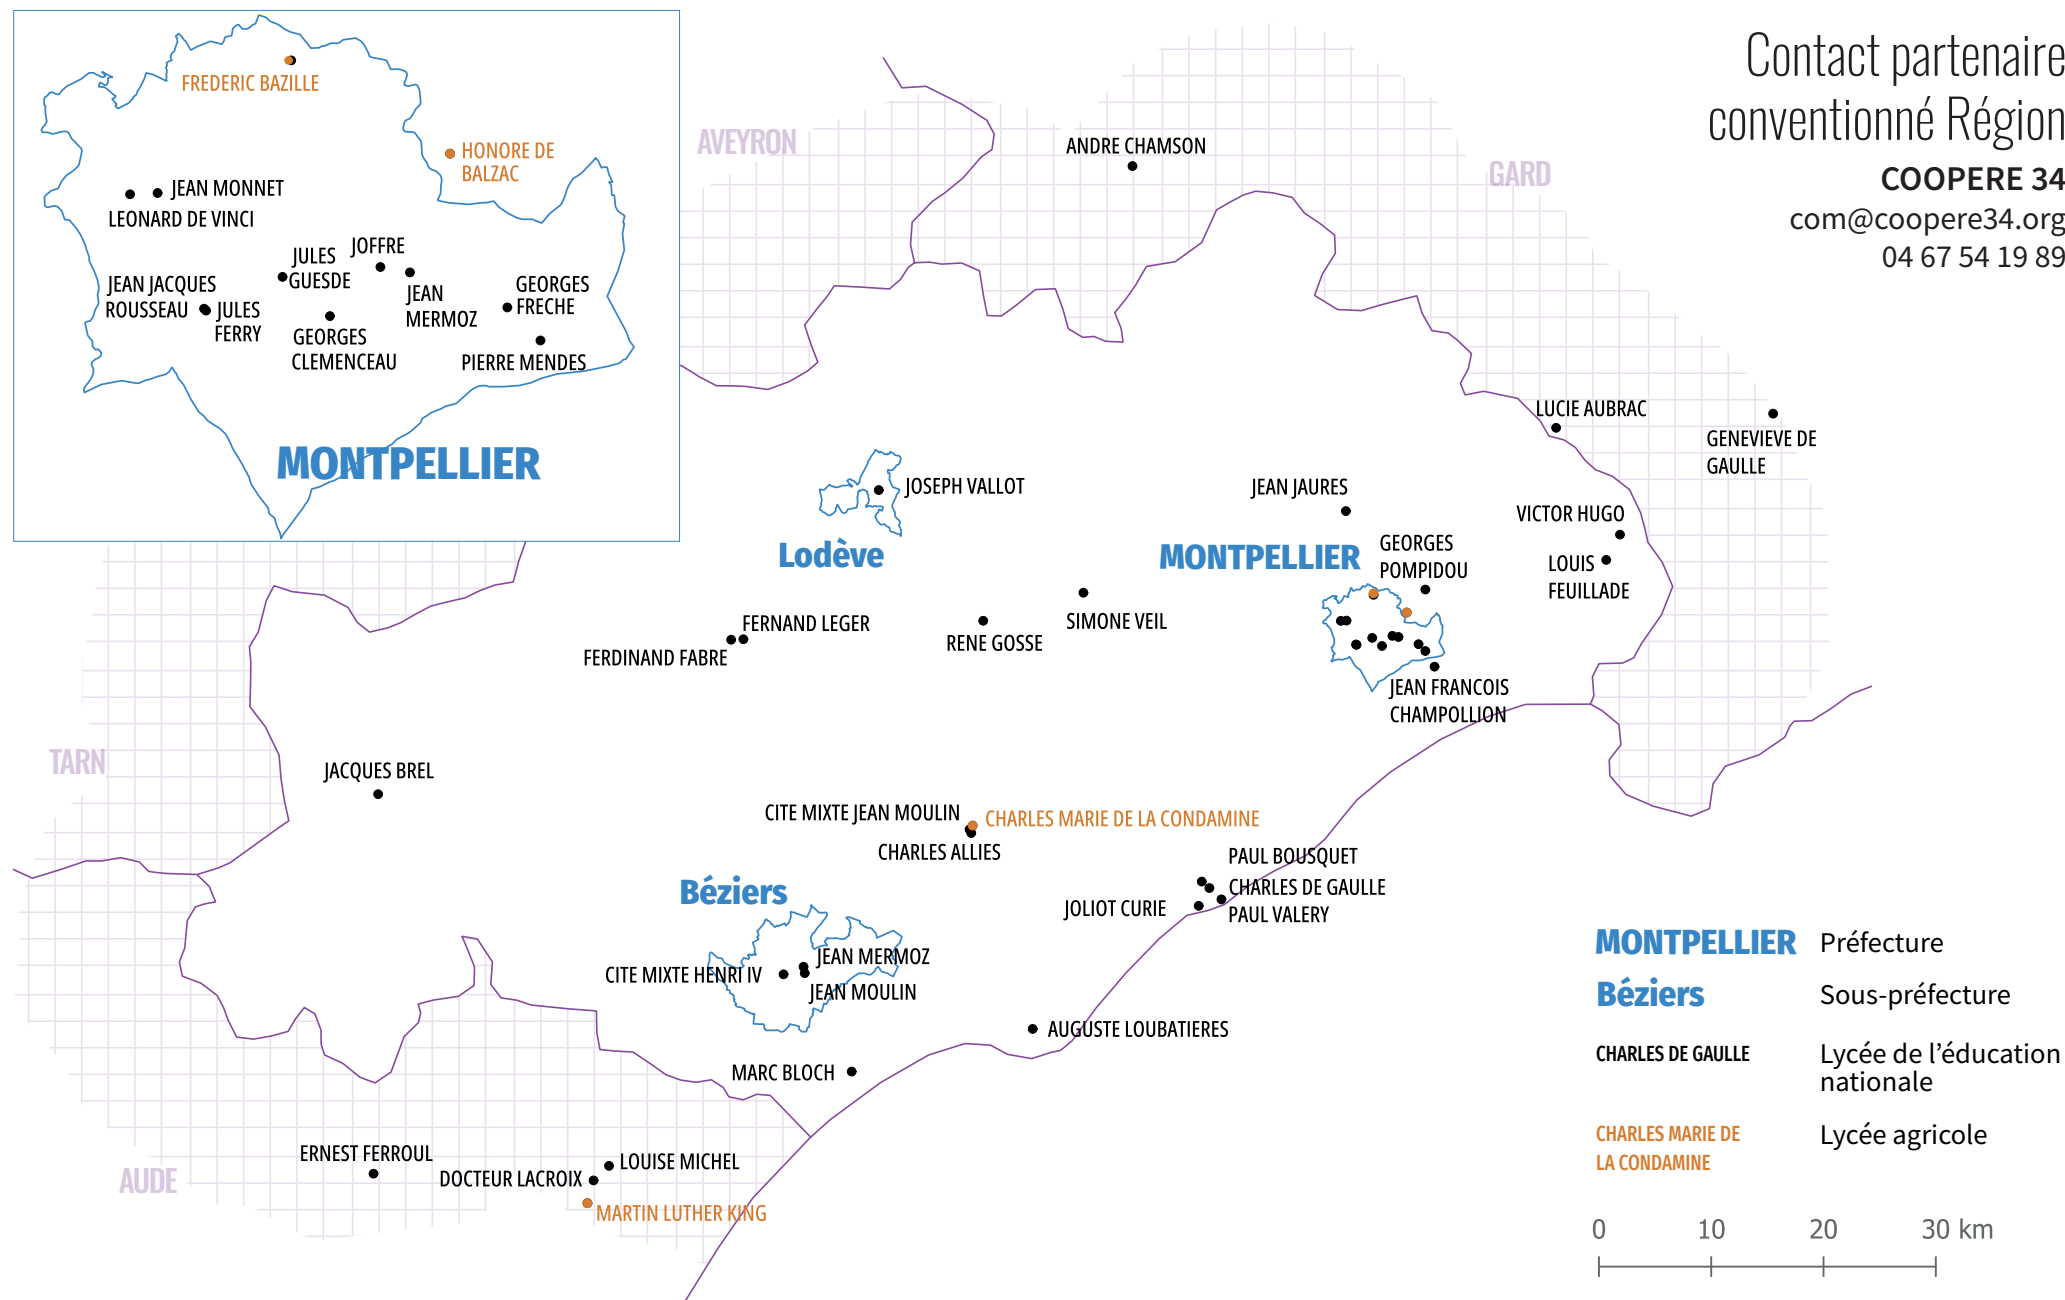 Contact partenaire
conventionné Région
COOPERE 34
com@coopere34.org
04 67 54 19 89
FREDERIC BAZILLE
HONORE DE
BALZAC
JEAN MONNET
LEONARD DE VINCI
JOFFRE
JULES
GUESDE
JEAN JACQUES
ROUSSEAU
JULES
FERRY
JEAN
MERMOZ
GEORGES
FRECHE
GEORGES
CLEMENCEAU
PIERRE MENDES
MONTPELLIER
AVEYRON
ANDRE CHAMSON
GARD
LUCIE AUBRAC
GENEVIEVE DE
GAULLE
JOSEPH VALLOT
Lodève
JEAN JAURES
VICTOR HUGO
MONTPELLIER
GEORGES
POMPIDOU
LOUIS
FEUILLADE
FERNAND LEGER
FERDINAND FABRE
SIMONE VEIL
RENE GOSSE
JEAN FRANCOIS
CHAMPOLLION
TARN
JACQUES BREL
CITE MIXTE JEAN MOULIN
CHARLES MARIE DE LA CONDAMINE
CHARLES ALLIES
PAUL BOUSQUET
CHARLES DE GAULLE
PAUL VALERY
JOLIOT CURIE
Béziers
JEAN MERMOZ
CITE MIXTE HENRI IV
JEAN MOULIN
AUGUSTE LOUBATIERES
MARC BLOCH
AUDE
ERNEST FERROUL
LOUISE MICHEL
DOCTEUR LACROIX
MARTIN LUTHER KING
MONTPELLIER Préfecture
Béziers Sous-préfecture
CHARLES DE GAULLE Lycée de l’éducation
nationale
CHARLES MARIE DE Lycée agricole
LA CONDAMINE
0 10 20 30 km